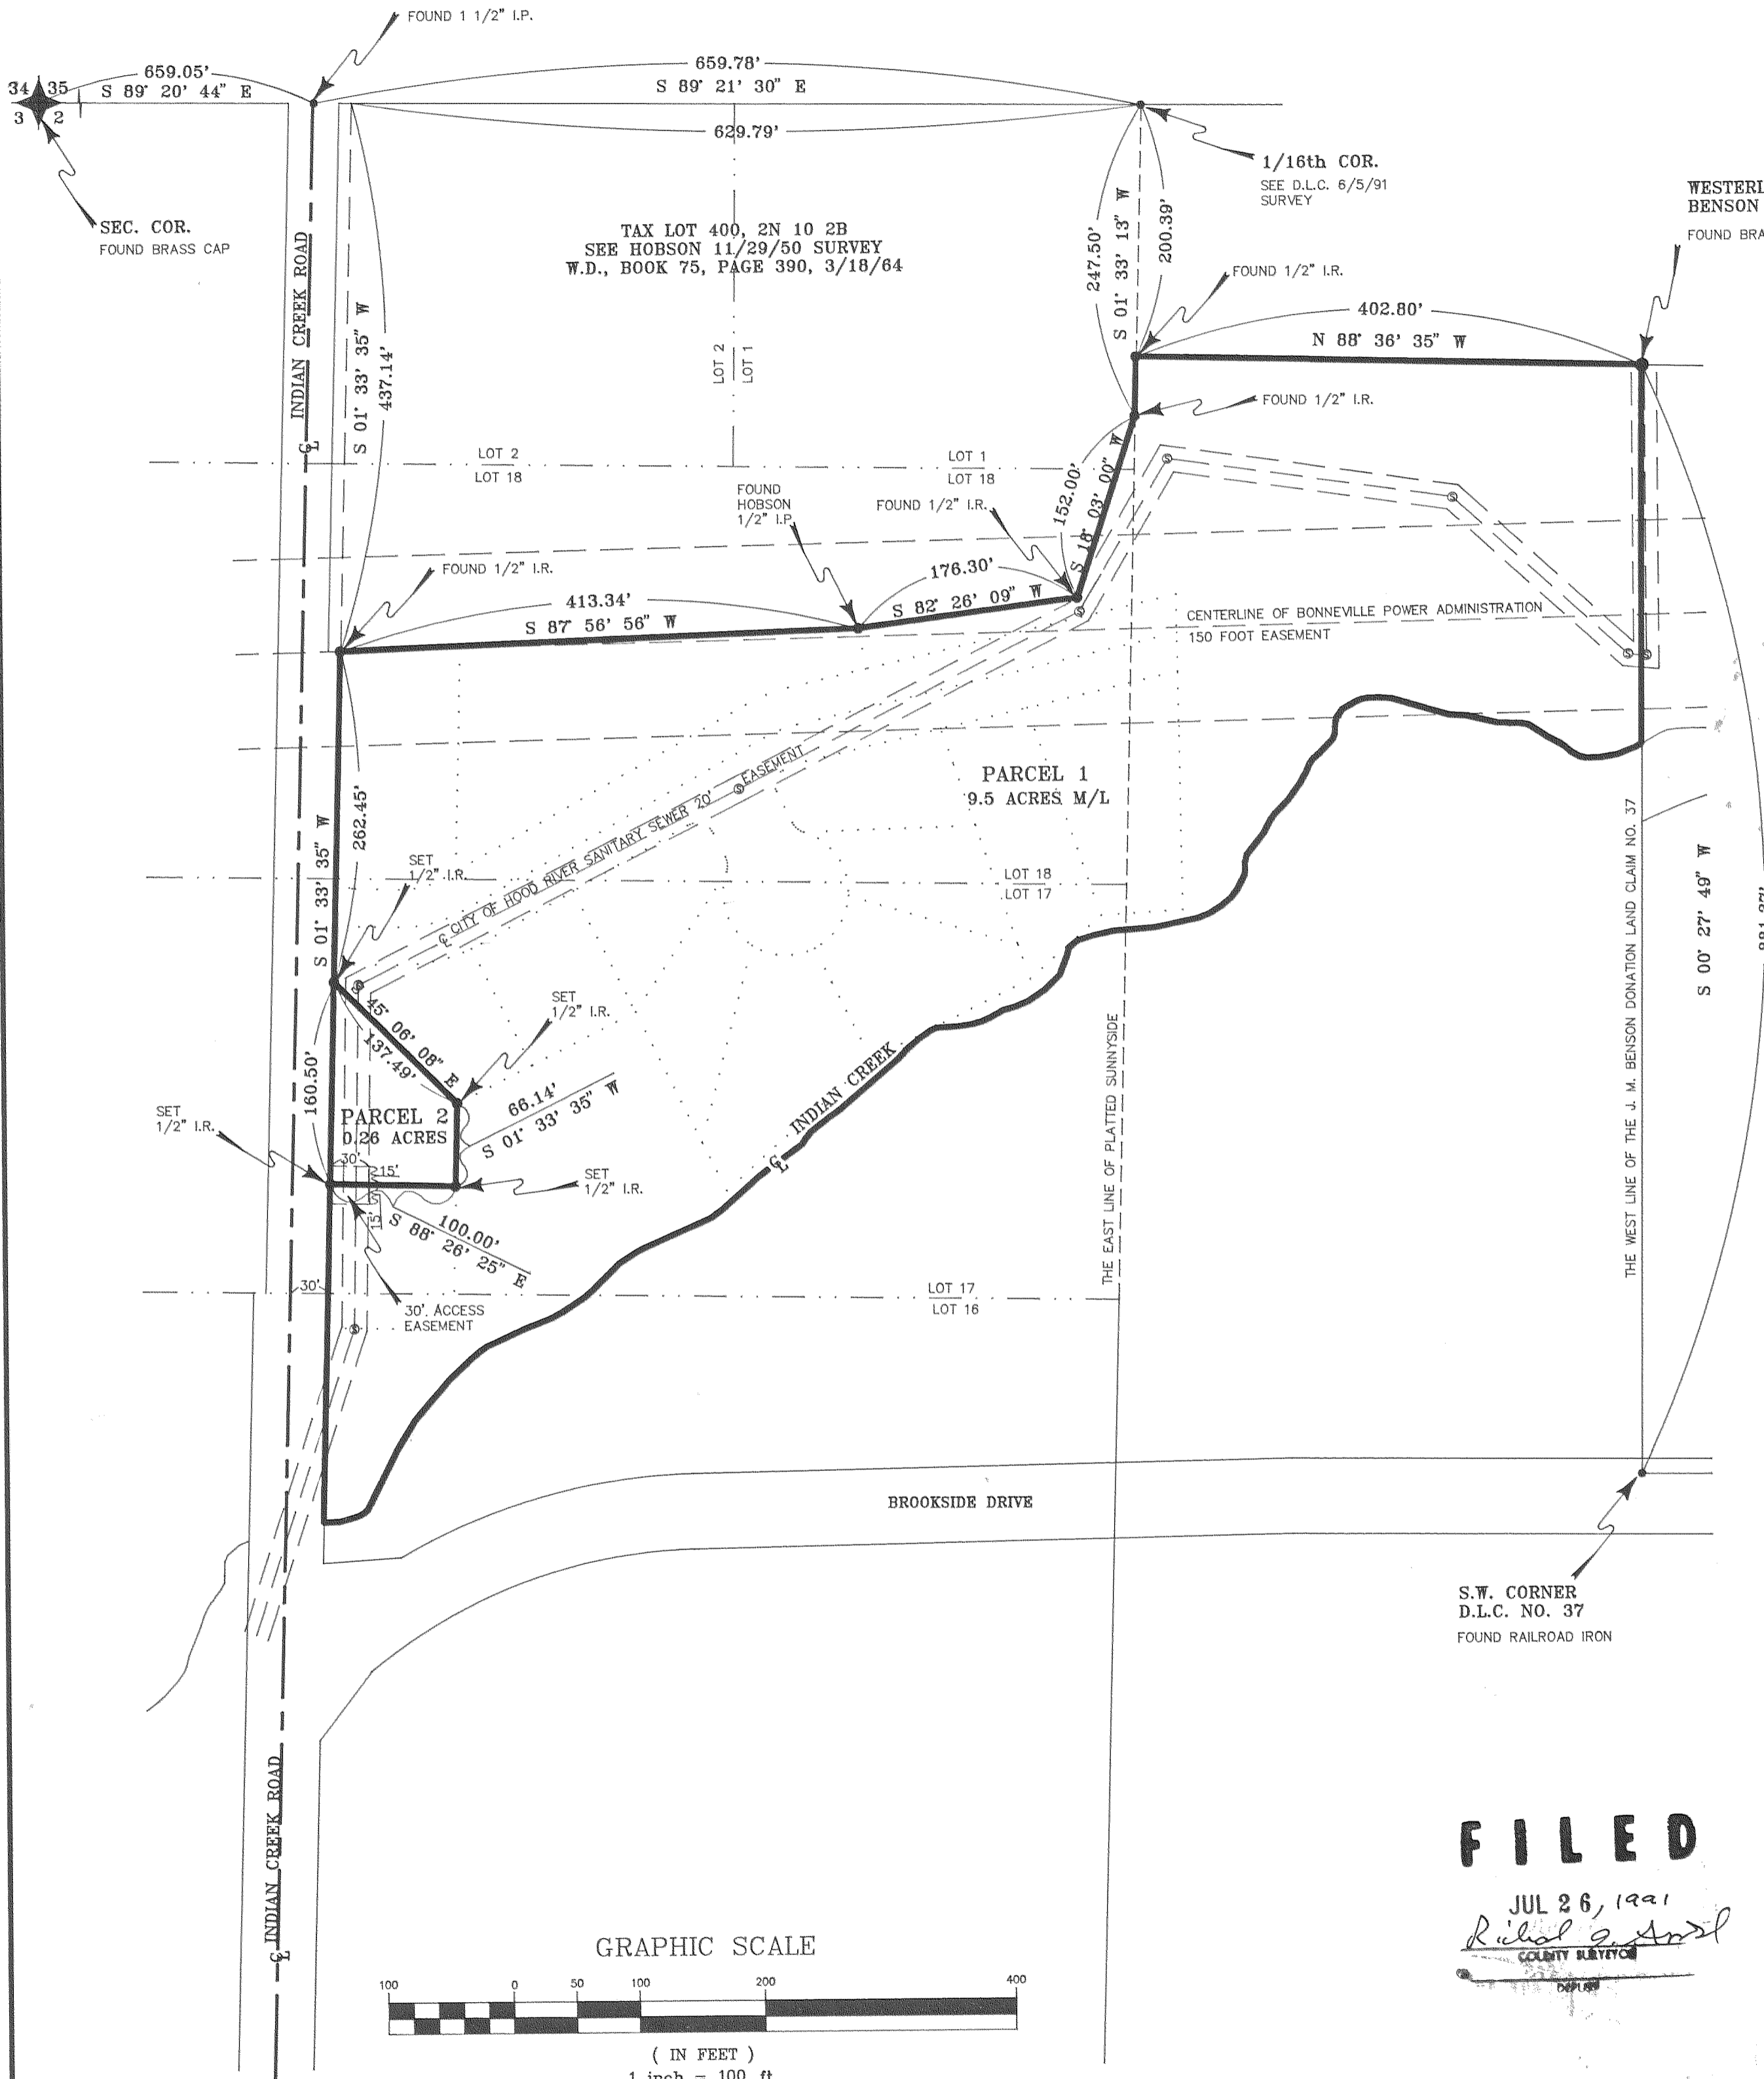 FOUND 1 1/2" I.P.
659.05'
S 89° 20' 44" E
34 35
3 2
659.78'
S 89° 21' 30" E
629.79'
SEC. COR.
FOUND BRASS CAP
1/16th COR.
SEE D.L.C. 6/5/91
SURVEY
WESTERL
BENSON
FOUND BRA
TAX LOT 400, 2N 10 2B
SEE HOBSON 11/29/50 SURVEY
W.D., BOOK 75, PAGE 390, 3/18/64
INDIAN CREEK ROAD
S 01° 33' 35" W
437.14'
247.50'
S 01° 33' 13" W
200.39'
FOUND 1/2" I.R.
402.80'
N 88° 36' 35" W
LOT 2
LOT 1
FOUND 1/2" I.R.
LOT 2
LOT 18
LOT 1
LOT 18
FOUND
HOBSON
1/2" I.P.
FOUND 1/2" I.R.
152.00'
S 18° 03' 00" W
FOUND 1/2" I.R.
413.34'
S 87° 56' 56" W
176.30'
S 82° 26' 09" W
CENTERLINE OF BONNEVILLE POWER ADMINISTRATION
150 FOOT EASEMENT
PARCEL 1
9.5 ACRES M/L
CL CITY OF HOOD RIVER SANITARY SEWER 20' EASEMENT
262.45'
S 01° 33' 35" W
SET
1/2" I.R.
LOT 18
LOT 17
THE WEST LINE OF THE J. M. BENSON DONATION LAND CLAIM NO. 37
S 00° 27' 49" W
S 45° 06' 08" E
137.49'
SET
1/2" I.R.
160.50'
SET
1/2" I.R.
PARCEL 2
0.26 ACRES
66.14'
S 01° 33' 35" W
30'
15'
15'
SET
1/2" I.R.
100.00'
S 88° 26' 25" E
CL INDIAN CREEK
THE EAST LINE OF PLATTED SUNNYSIDE
30'
30' ACCESS
EASEMENT
LOT 17
LOT 16
BROOKSIDE DRIVE
S.W. CORNER
D.L.C. NO. 37
FOUND RAILROAD IRON
CL INDIAN CREEK ROAD
FILED
JUL 26, 1991
COUNTY SURVEYOR
DEPUTY
GRAPHIC SCALE
100 0 50 100 200 400
( IN FEET )
1 inch = 100 ft